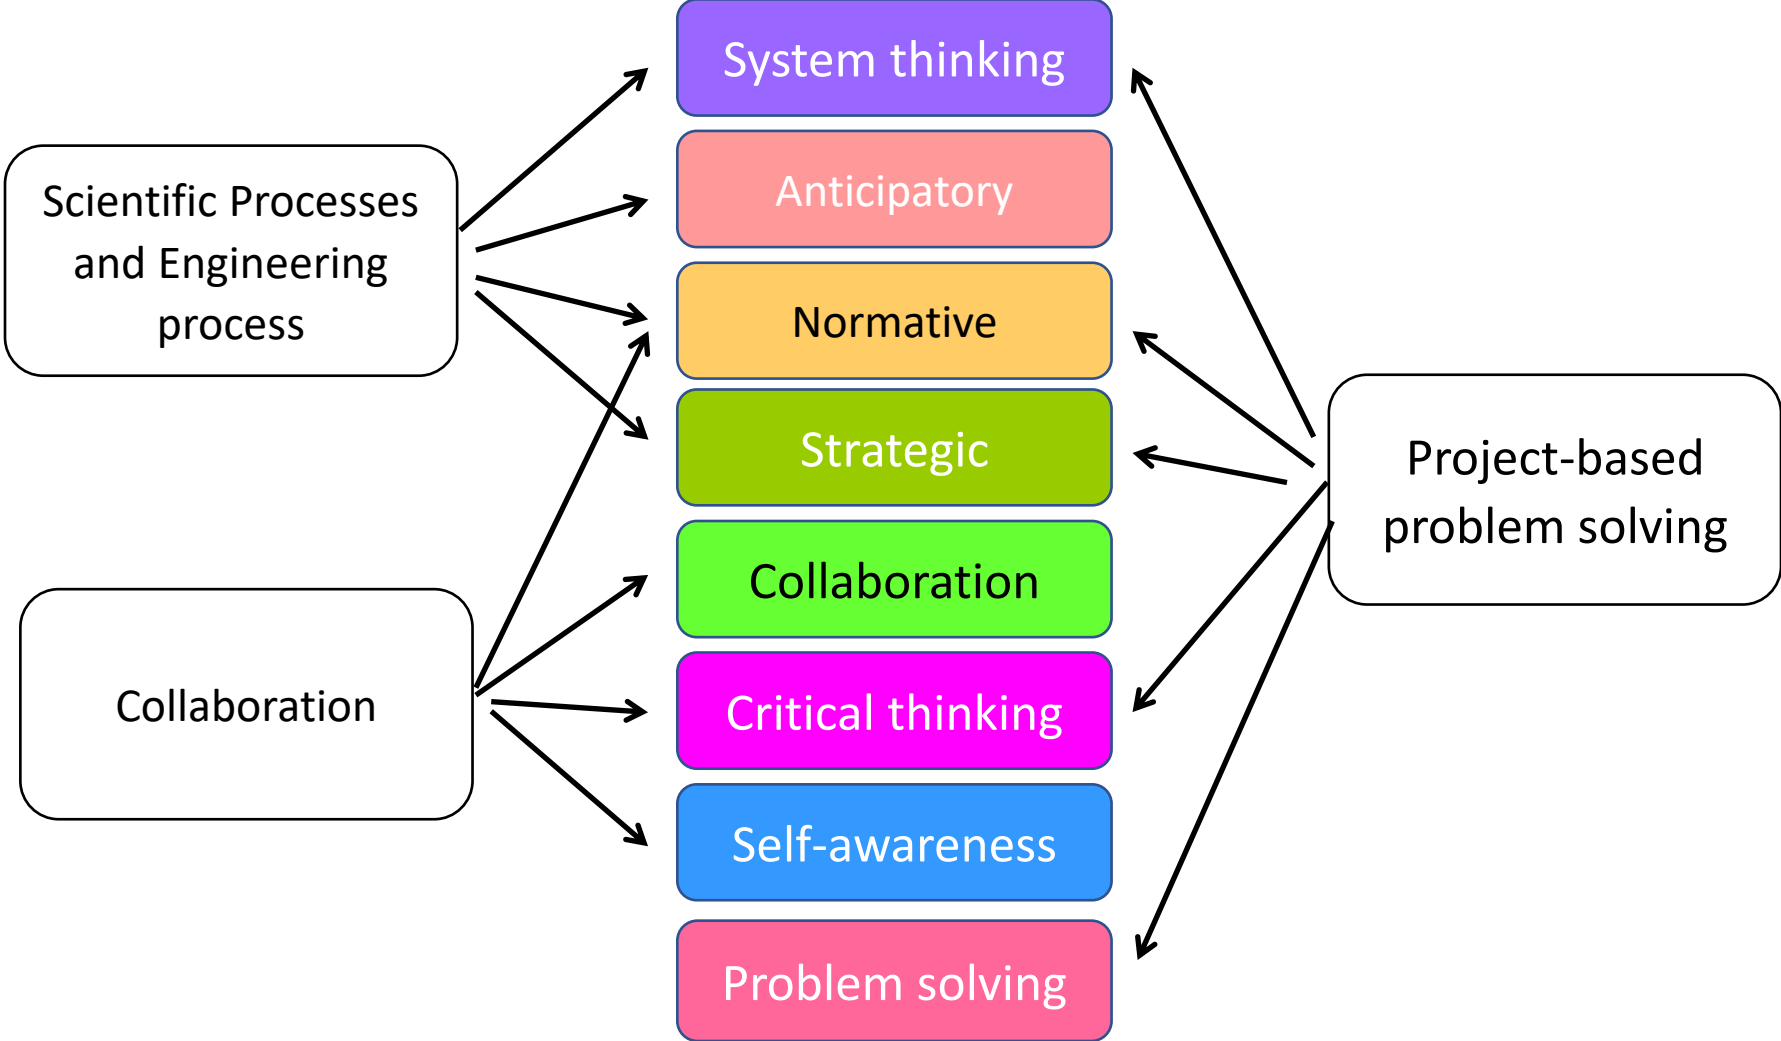 System thinking
Anticipatory
Normative
Strategic
Collaboration
Critical thinking
Self-awareness
Problem solving
Scientific Processes
and Engineering
process
Collaboration
Project-based
problem solving